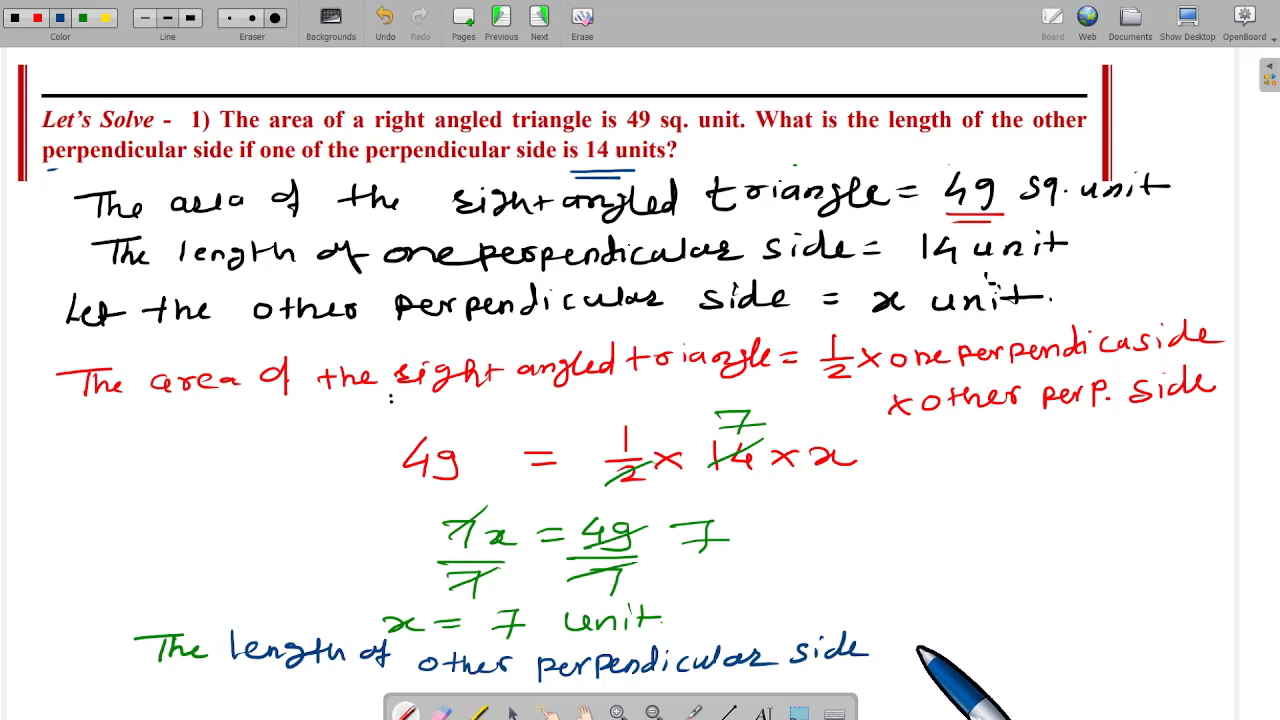 Color Line Eraser Backgrounds Undo Redo Pages Previous Next Erase Board Web Documents Show Desktop OpenBoard
Let's Solve - 1) The area of a right angled triangle is 49 sq. unit. What is the length of the other
perpendicular side if one of the perpendicular side is 14 units?
The area of the right angled triangle = 49 sq. unit
The length of one perpendicular side = 14 unit
Let the other perpendicular side = x unit.
The area of the right angled triangle = 1/2 × one perpendica side
× other perp. side
7
49 = 1/2 × 14 × x
7x/7 = 49/7 7
x = 7 unit.
The length of other perpendicular side